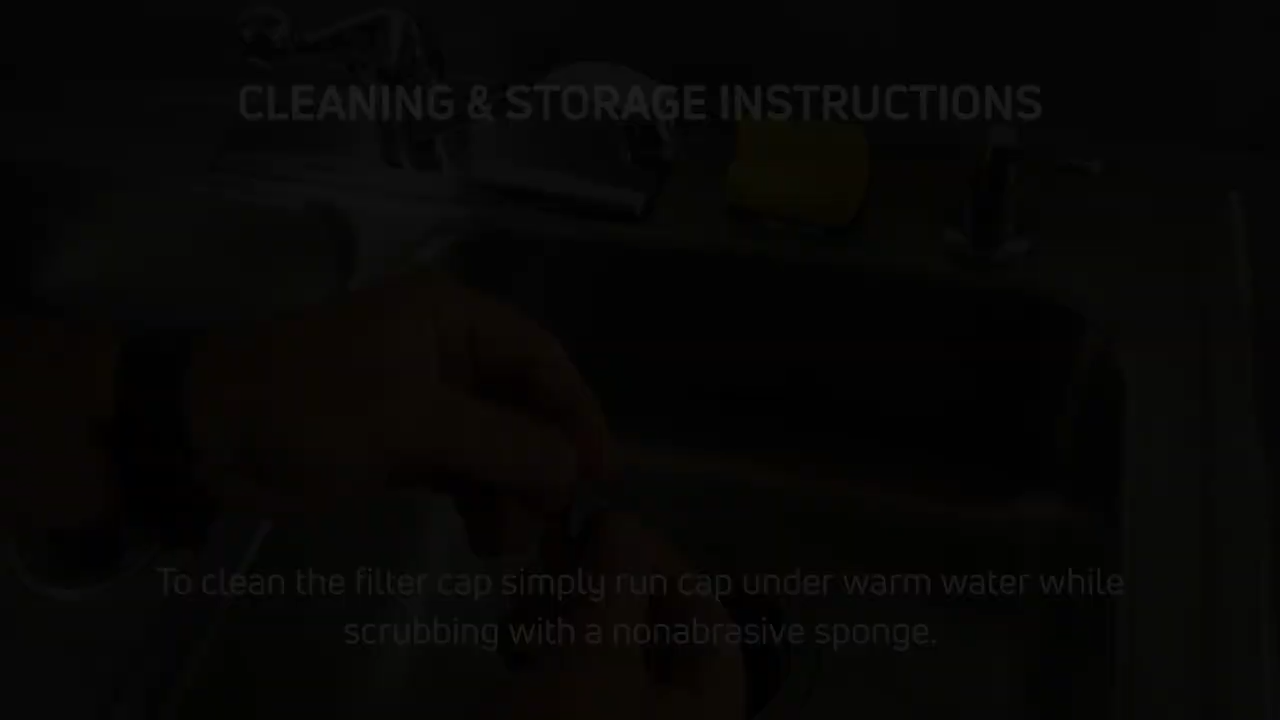 CLEANING & STORAGE INSTRUCTIONS
To clean the filter cap simply run cap under warm water while
scrubbing with a nonabrasive sponge.